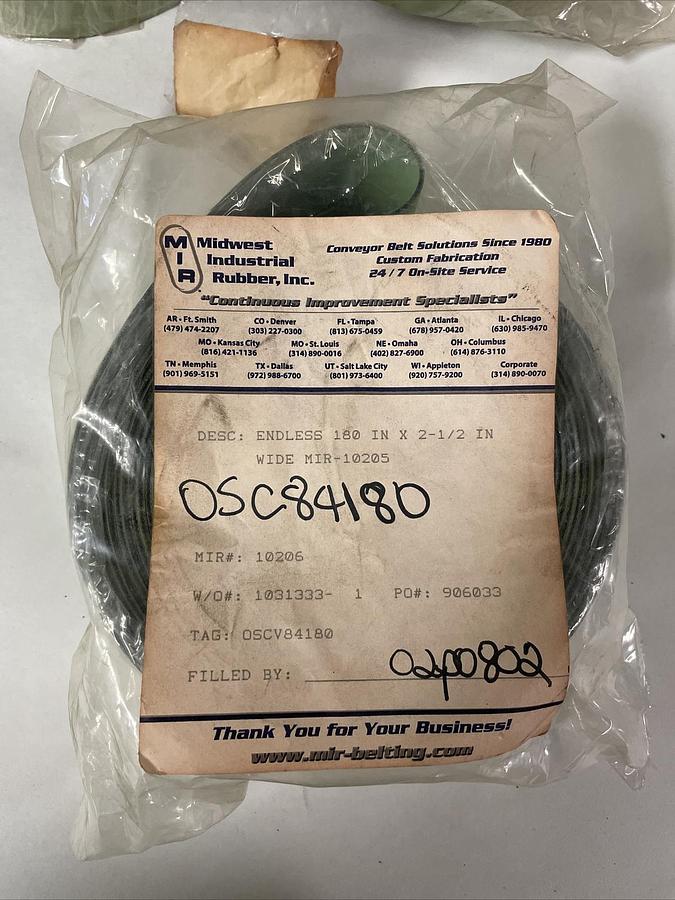 MIR
Midwest
Industrial
Rubber, Inc.
Conveyor Belt Solutions Since 1980
Custom Fabrication
24 / 7 On-Site Service
"Continuous Improvement Specialists"
AR • Ft. Smith CO • Denver FL • Tampa GA • Atlanta IL • Chicago
(479) 474-2207 (303) 227-0300 (813) 675-0459 (678) 957-0420 (630) 985-9470
MO • Kansas City MO • St. Louis NE • Omaha OH • Columbus
(816) 421-1136 (314) 890-0016 (402) 827-6900 (614) 876-3110
TN • Memphis TX • Dallas UT • Salt Lake City WI • Appleton Corporate
(901) 969-5151 (972) 988-6700 (801) 973-6400 (920) 757-9200 (314) 890-0070
DESC: ENDLESS 180 IN X 2-1/2 IN
WIDE MIR-10205
OSC84180
MIR#: 10206
W/O#: 1031333- 1 PO#: 906033
TAG: OSCV84180
FILLED BY:
02p0802
Thank You for Your Business!
www.mir-belting.com